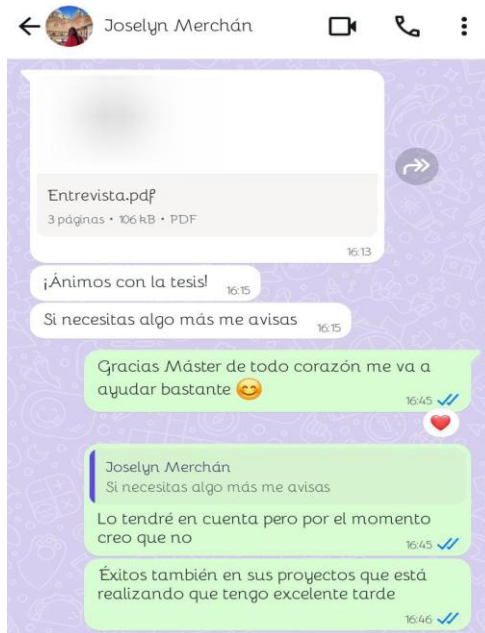 Joselyn Merchán
Entrevista.pdf
3 páginas • 106 kB • PDF
16:13
¡Ánimos con la tesis! 16:15
Si necesitas algo más me avisas 16:15
Gracias Máster de todo corazón me va a
ayudar bastante 😊
16:45
Joselyn Merchán
Si necesitas algo más me avisas
Lo tendré en cuenta pero por el momento
creo que no
16:45
Éxitos también en sus proyectos que está
realizando que tengo excelente tarde
16:46